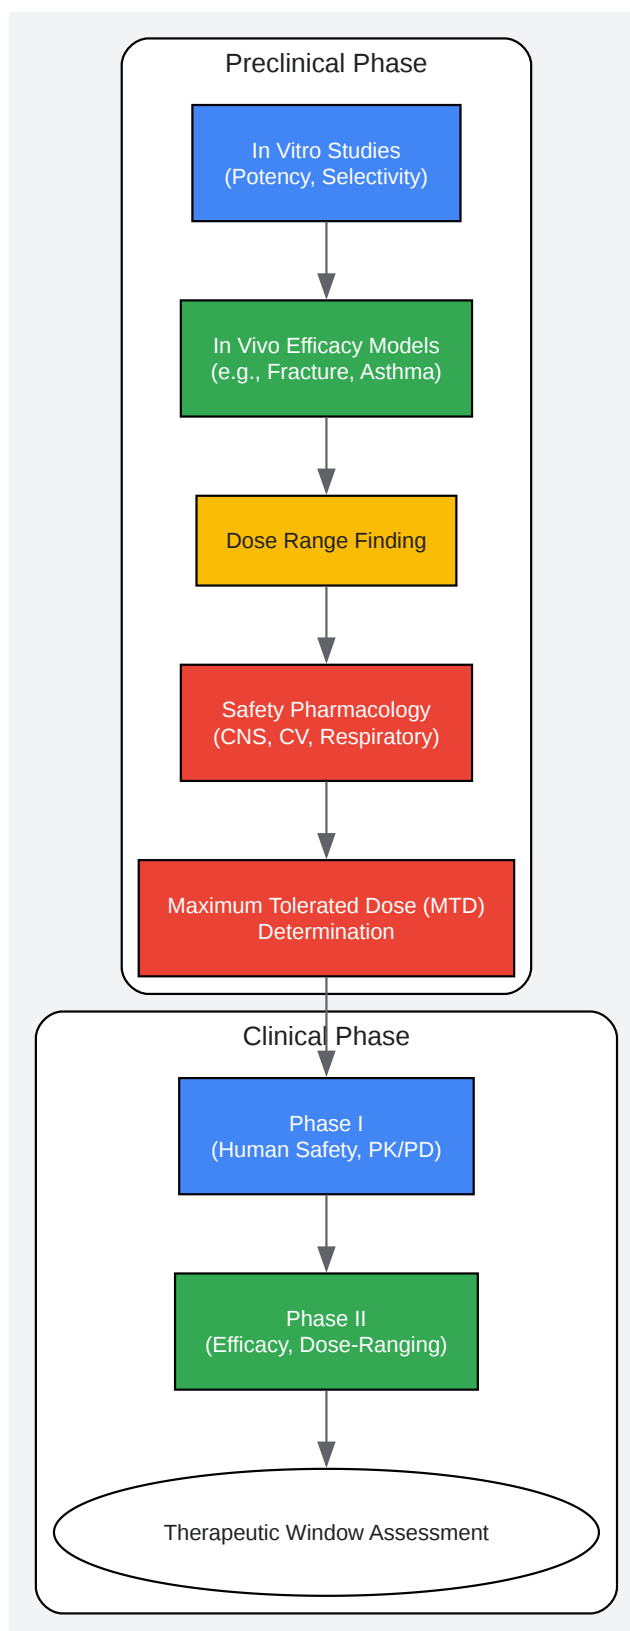 Preclinical Phase
In Vitro Studies
(Potency, Selectivity)
In Vivo Efficacy Models
(e.g., Fracture, Asthma)
Dose Range Finding
Safety Pharmacology
(CNS, CV, Respiratory)
Maximum Tolerated Dose (MTD)
Determination
Clinical Phase
Phase I
(Human Safety, PK/PD)
Phase II
(Efficacy, Dose-Ranging)
Therapeutic Window Assessment